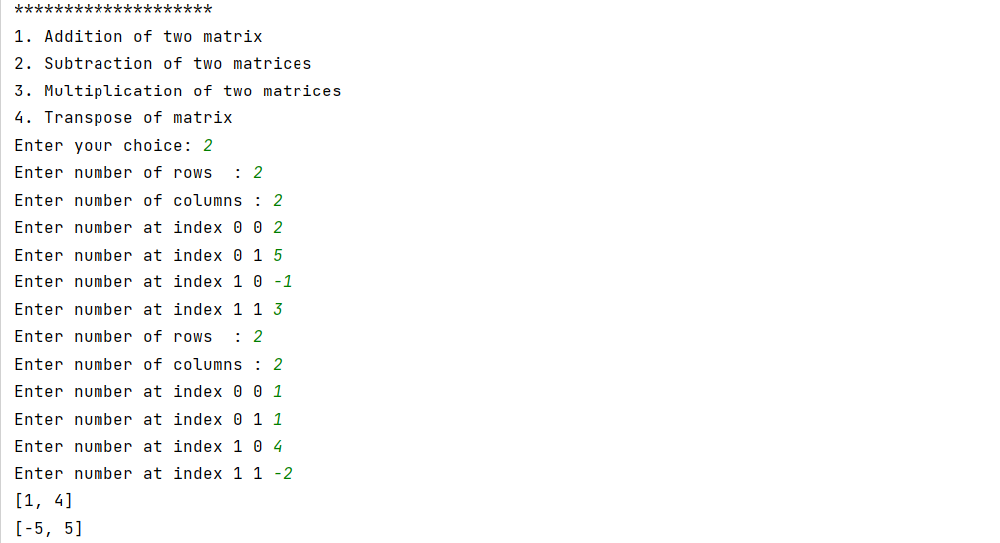 ********************
1. Addition of two matrix
2. Subtraction of two matrices
3. Multiplication of two matrices
4. Transpose of matrix
Enter your choice: 2
Enter number of rows  : 2
Enter number of columns : 2
Enter number at index 0 0 2
Enter number at index 0 1 5
Enter number at index 1 0 -1
Enter number at index 1 1 3
Enter number of rows  : 2
Enter number of columns : 2
Enter number at index 0 0 1
Enter number at index 0 1 1
Enter number at index 1 0 4
Enter number at index 1 1 -2
[1, 4]
[-5, 5]